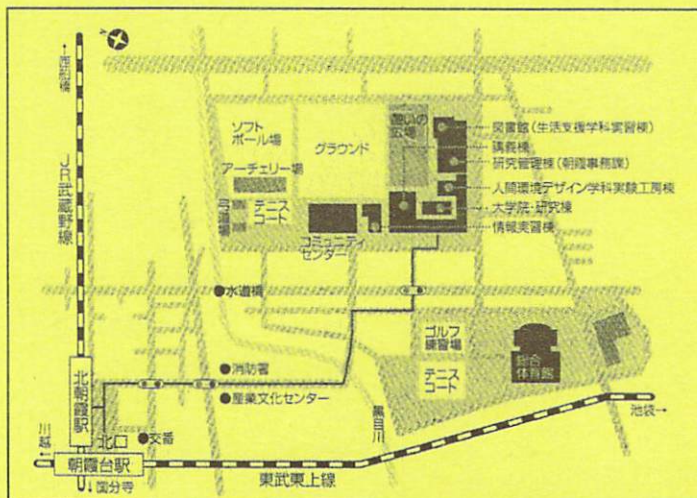 N
←西船橋
JR武蔵野線
ソフト
ボール場
グラウンド
憩いの
広場
アーチェリー場
弓道場
テニス
コート
コミュニティ
センター
図書館(生活支援学科実習棟)
講義棟
研究管理棟(朝霞事務課)
人間環境デザイン学科実験工房棟
大学院・研究棟
情報実習棟
●水道橋
ゴルフ
練習場
テニス
コート
総合
体育館
●消防署
●産業文化センター
黒目川
北朝霞駅
北口
●交番
←川越
朝霞台駅
↓国分寺
東武東上線
池袋→